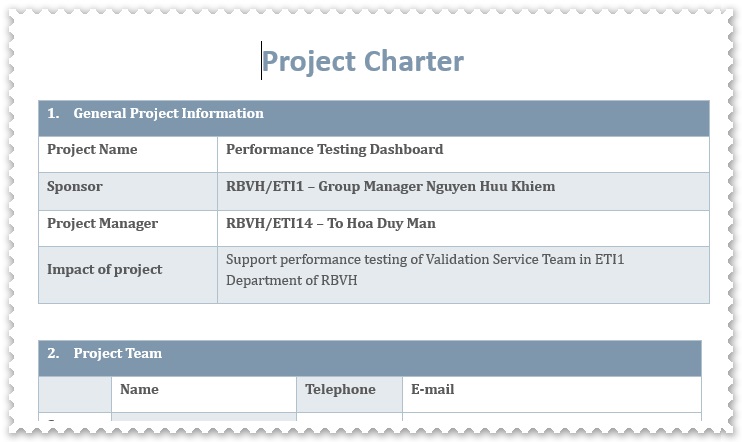 Project Charter
1. General Project Information
Project Name Performance Testing Dashboard
Sponsor RBVH/ETI1 – Group Manager Nguyen Huu Khiem
Project Manager RBVH/ETI14 – To Hoa Duy Man
Impact of project Support performance testing of Validation Service Team in ETI1
Department of RBVH
2. Project Team
Name Telephone E-mail